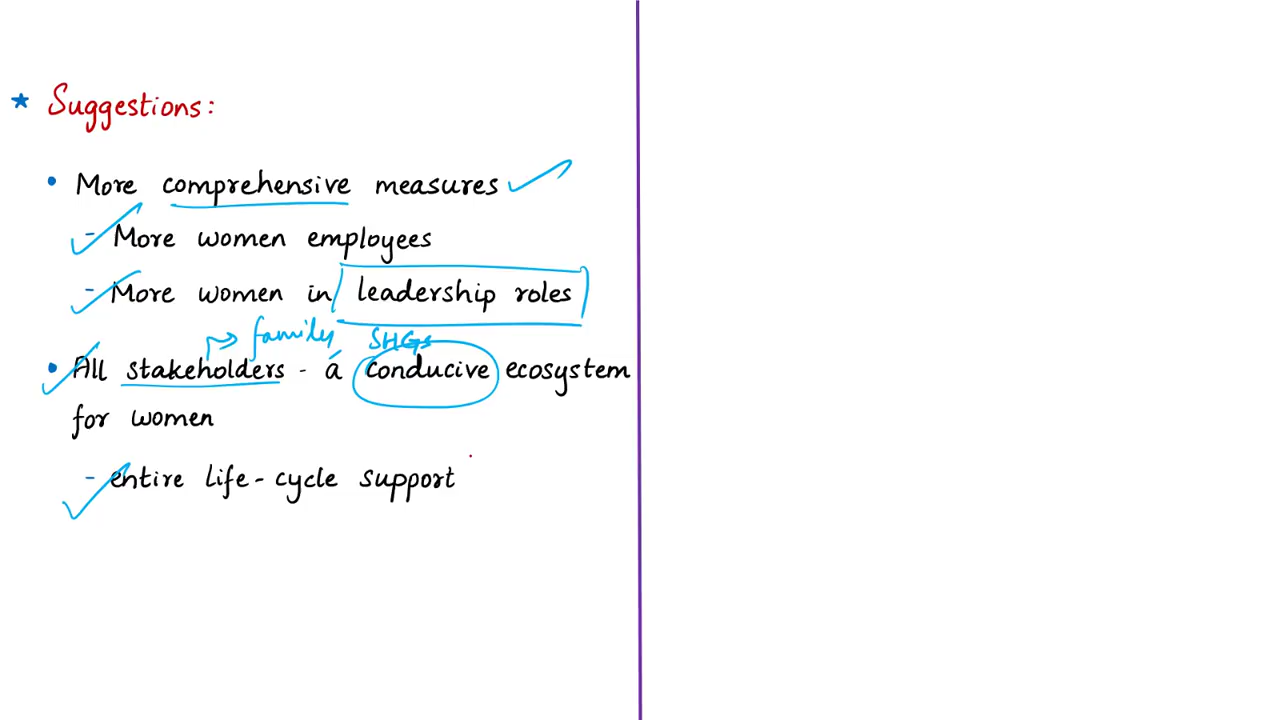 * Suggestions:
• More comprehensive measures
- More women employees
- More women in leadership roles
family, SHGs
• All stakeholders - a conducive ecosystem
for women
- entire life-cycle support